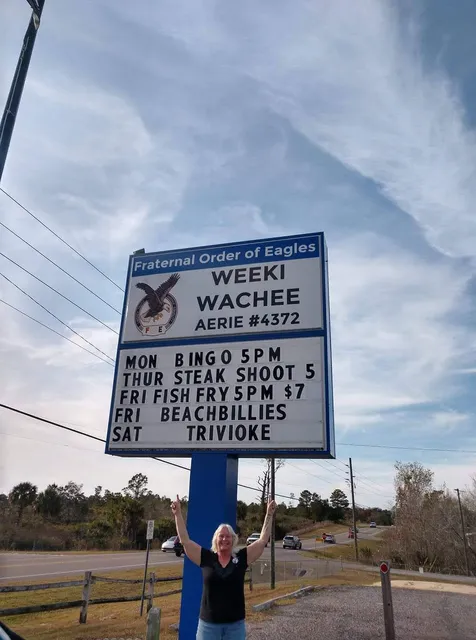 Fraternal Order of Eagles
WEEKI
WACHEE
AERIE #4372
MON BINGO 5PM
THUR STEAK SHOOT 5
FRI FISH FRY 5PM $7
FRI BEACHBILLIES
SAT TRIVIOKE